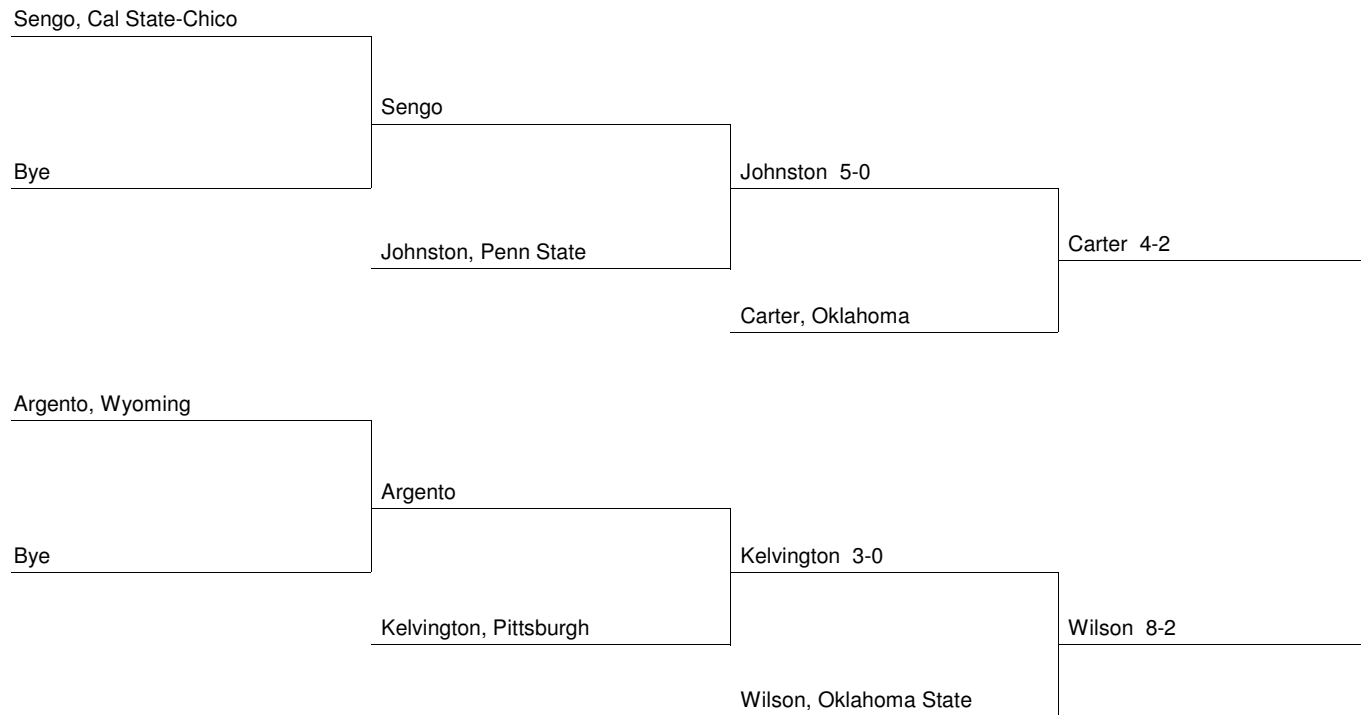 Sengo, Cal State-Chico
Sengo
Bye
Johnston  5-0
Johnston, Penn State
Carter  4-2
Carter, Oklahoma
Argento, Wyoming
Argento
Bye
Kelvington  3-0
Kelvington, Pittsburgh
Wilson  8-2
Wilson, Oklahoma State